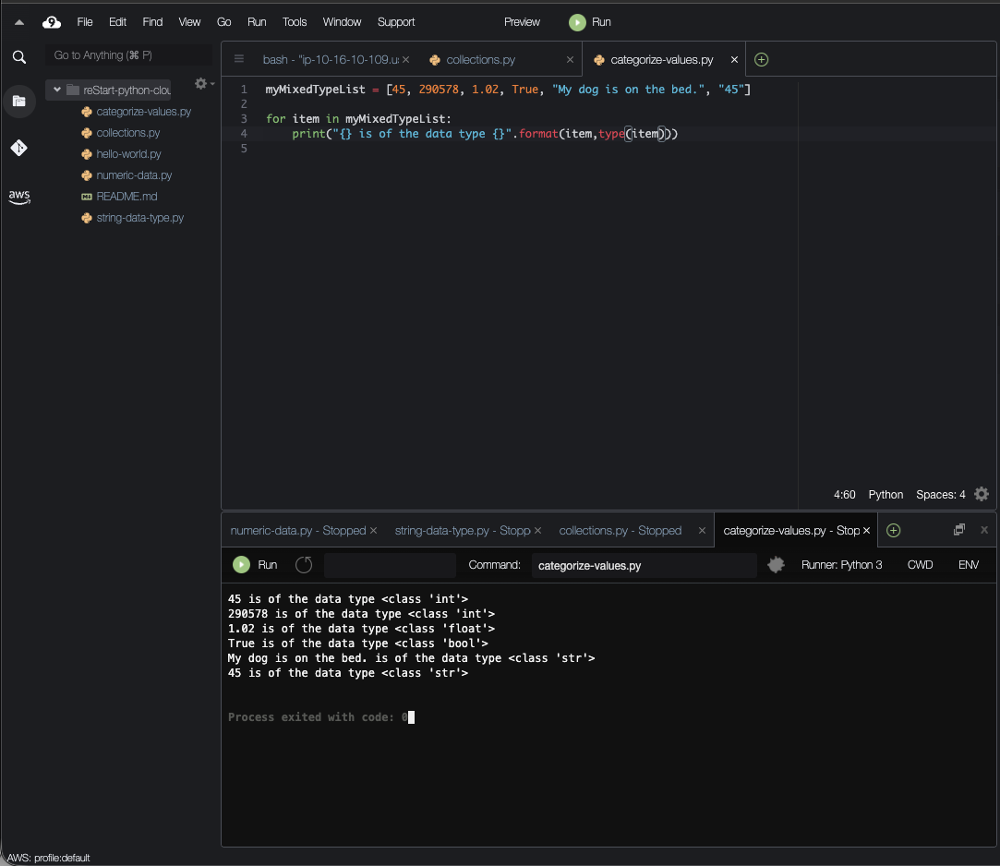 File Edit Find View Go Run Tools Window Support Preview Run
Go to Anything (⌘ P)
reStart-python-clou
categorize-values.py
collections.py
hello-world.py
numeric-data.py
README.md
string-data-type.py
aws
bash - "ip-10-16-10-109.u: × collections.py × categorize-values.py ×
1 myMixedTypeList = [45, 290578, 1.02, True, "My dog is on the bed.", "45"]
2
3 for item in myMixedTypeList:
4 print("{} is of the data type {}".format(item,type(item)))
5
4:60 Python Spaces: 4
numeric-data.py - Stopped × string-data-type.py - Stopp × collections.py - Stopped × categorize-values.py - Stop ×
Run Command: categorize-values.py Runner: Python 3 CWD ENV
45 is of the data type <class 'int'>
290578 is of the data type <class 'int'>
1.02 is of the data type <class 'float'>
True is of the data type <class 'bool'>
My dog is on the bed. is of the data type <class 'str'>
45 is of the data type <class 'str'>
Process exited with code: 0
AWS: profile:default